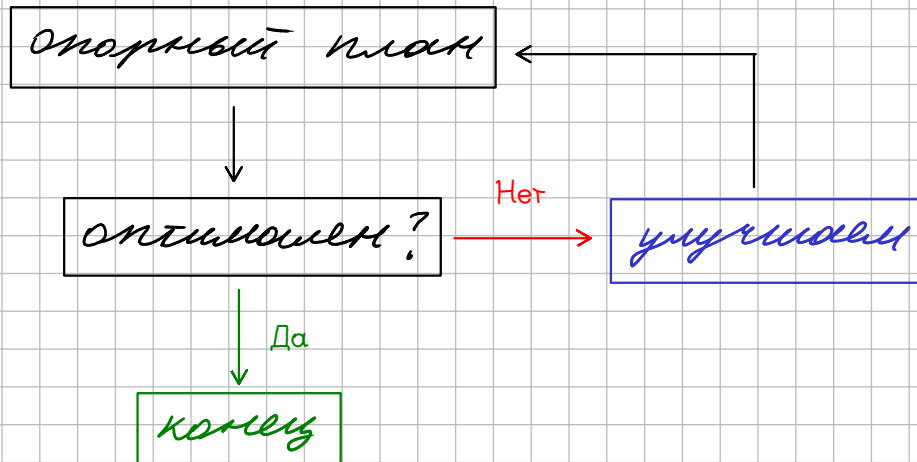 опорный план
Нет
оптимален?
улучшаем
Да
конец